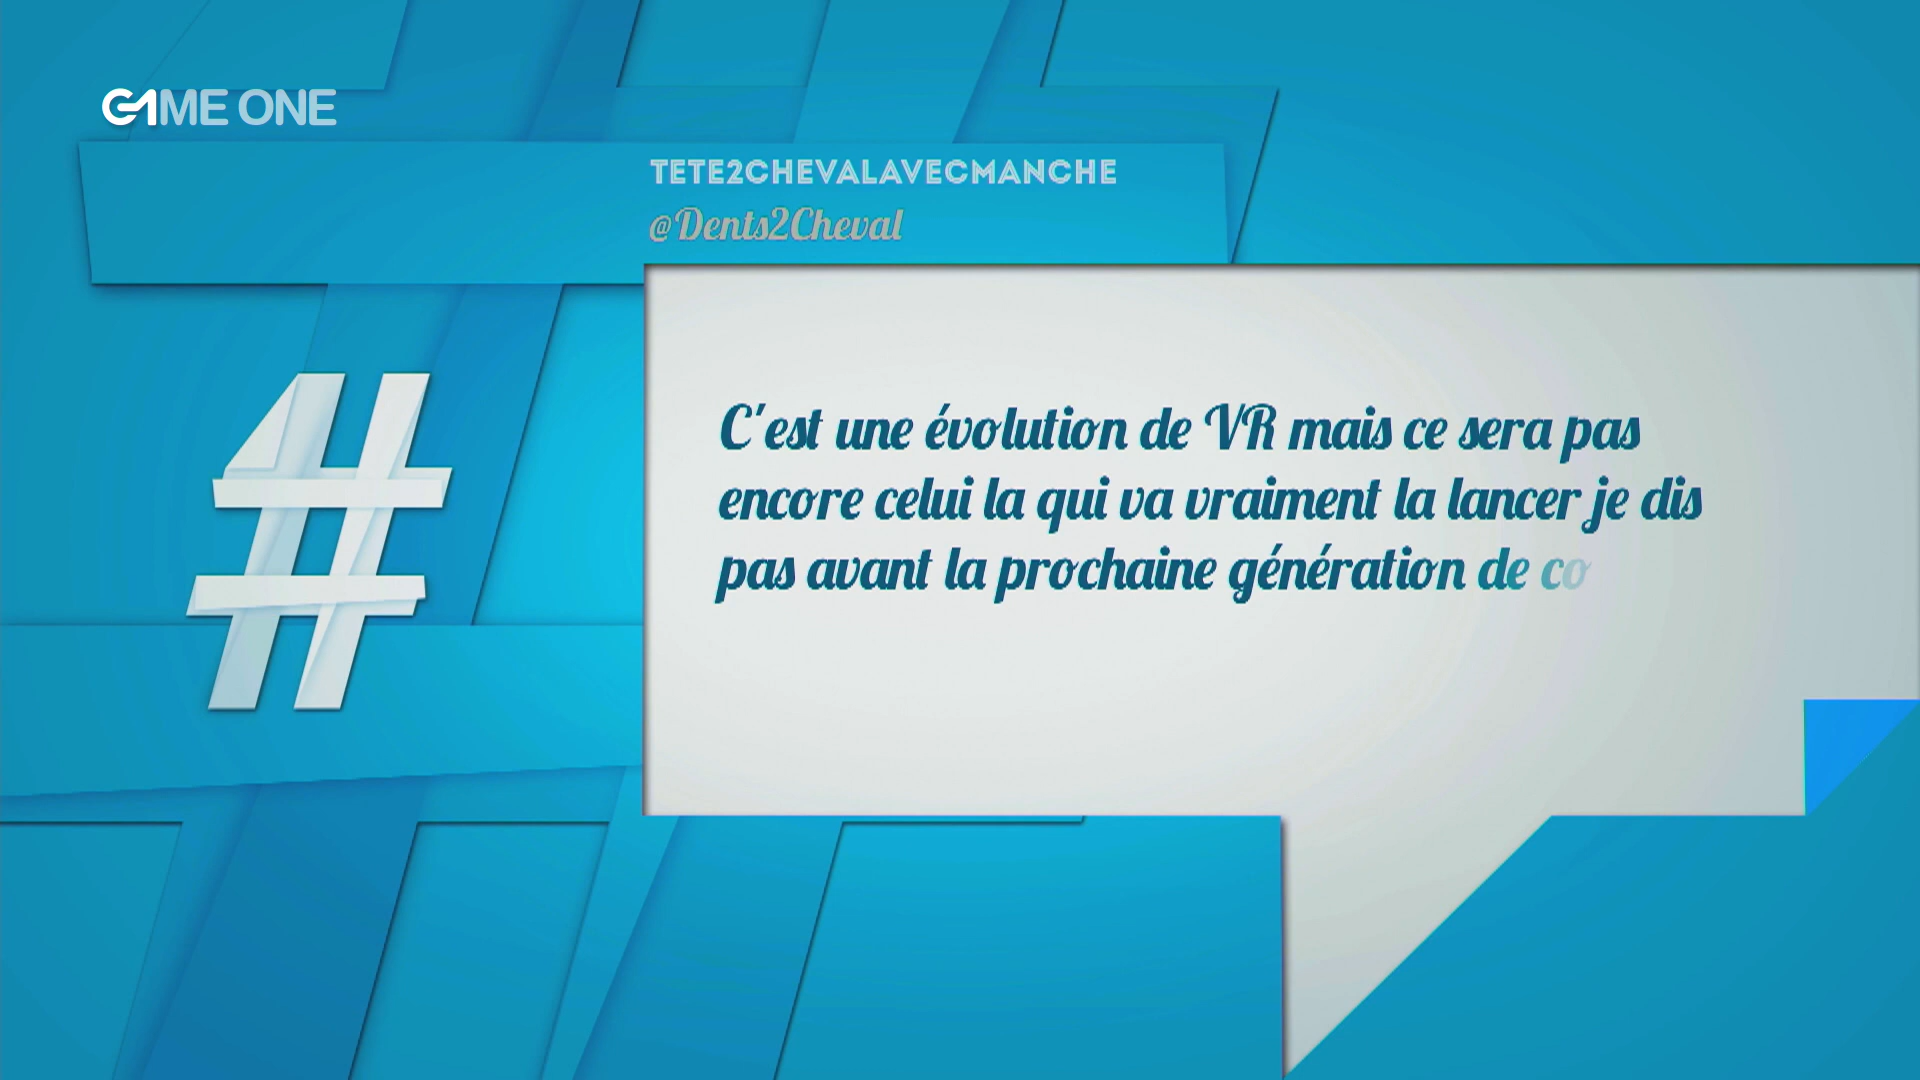 GAME ONE
TETE2CHEVALAVECMANCHE
@Dents2Cheval
#
C'est une évolution de VR mais ce sera pas
encore celui la qui va vraiment la lancer je dis
pas avant la prochaine génération de co